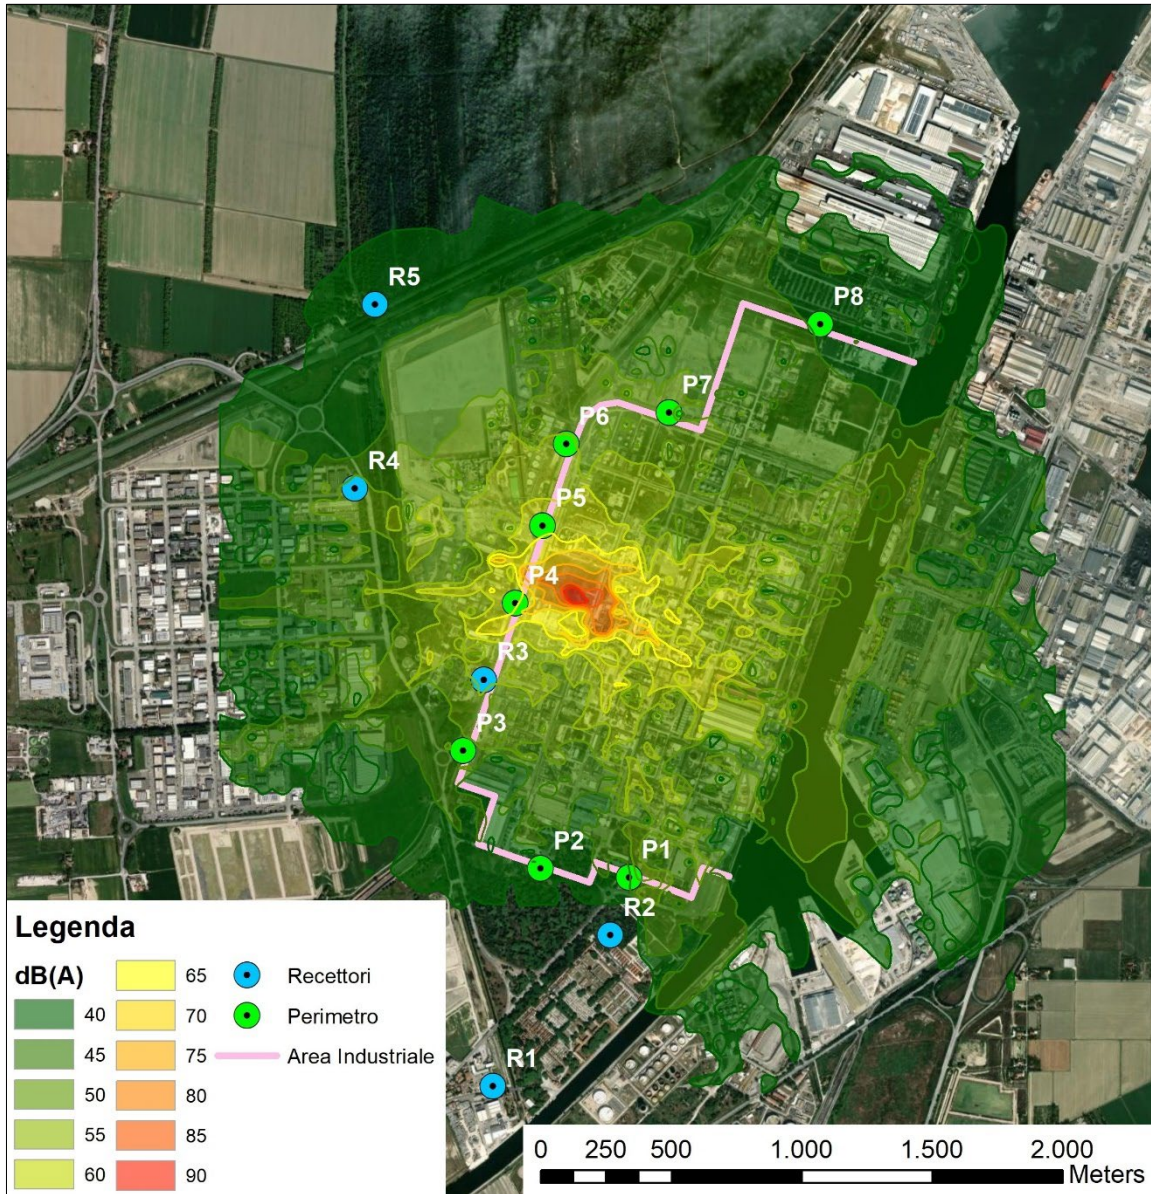 R5
P8
P7
P6
R4
P5
P4
R3
P3
P2
P1
R2
R1
Legenda
dB(A)
40
45
50
55
60
65
70
75
80
85
90
Recettori
Perimetro
Area Industriale
0 250 500 1.000 1.500 2.000
Meters